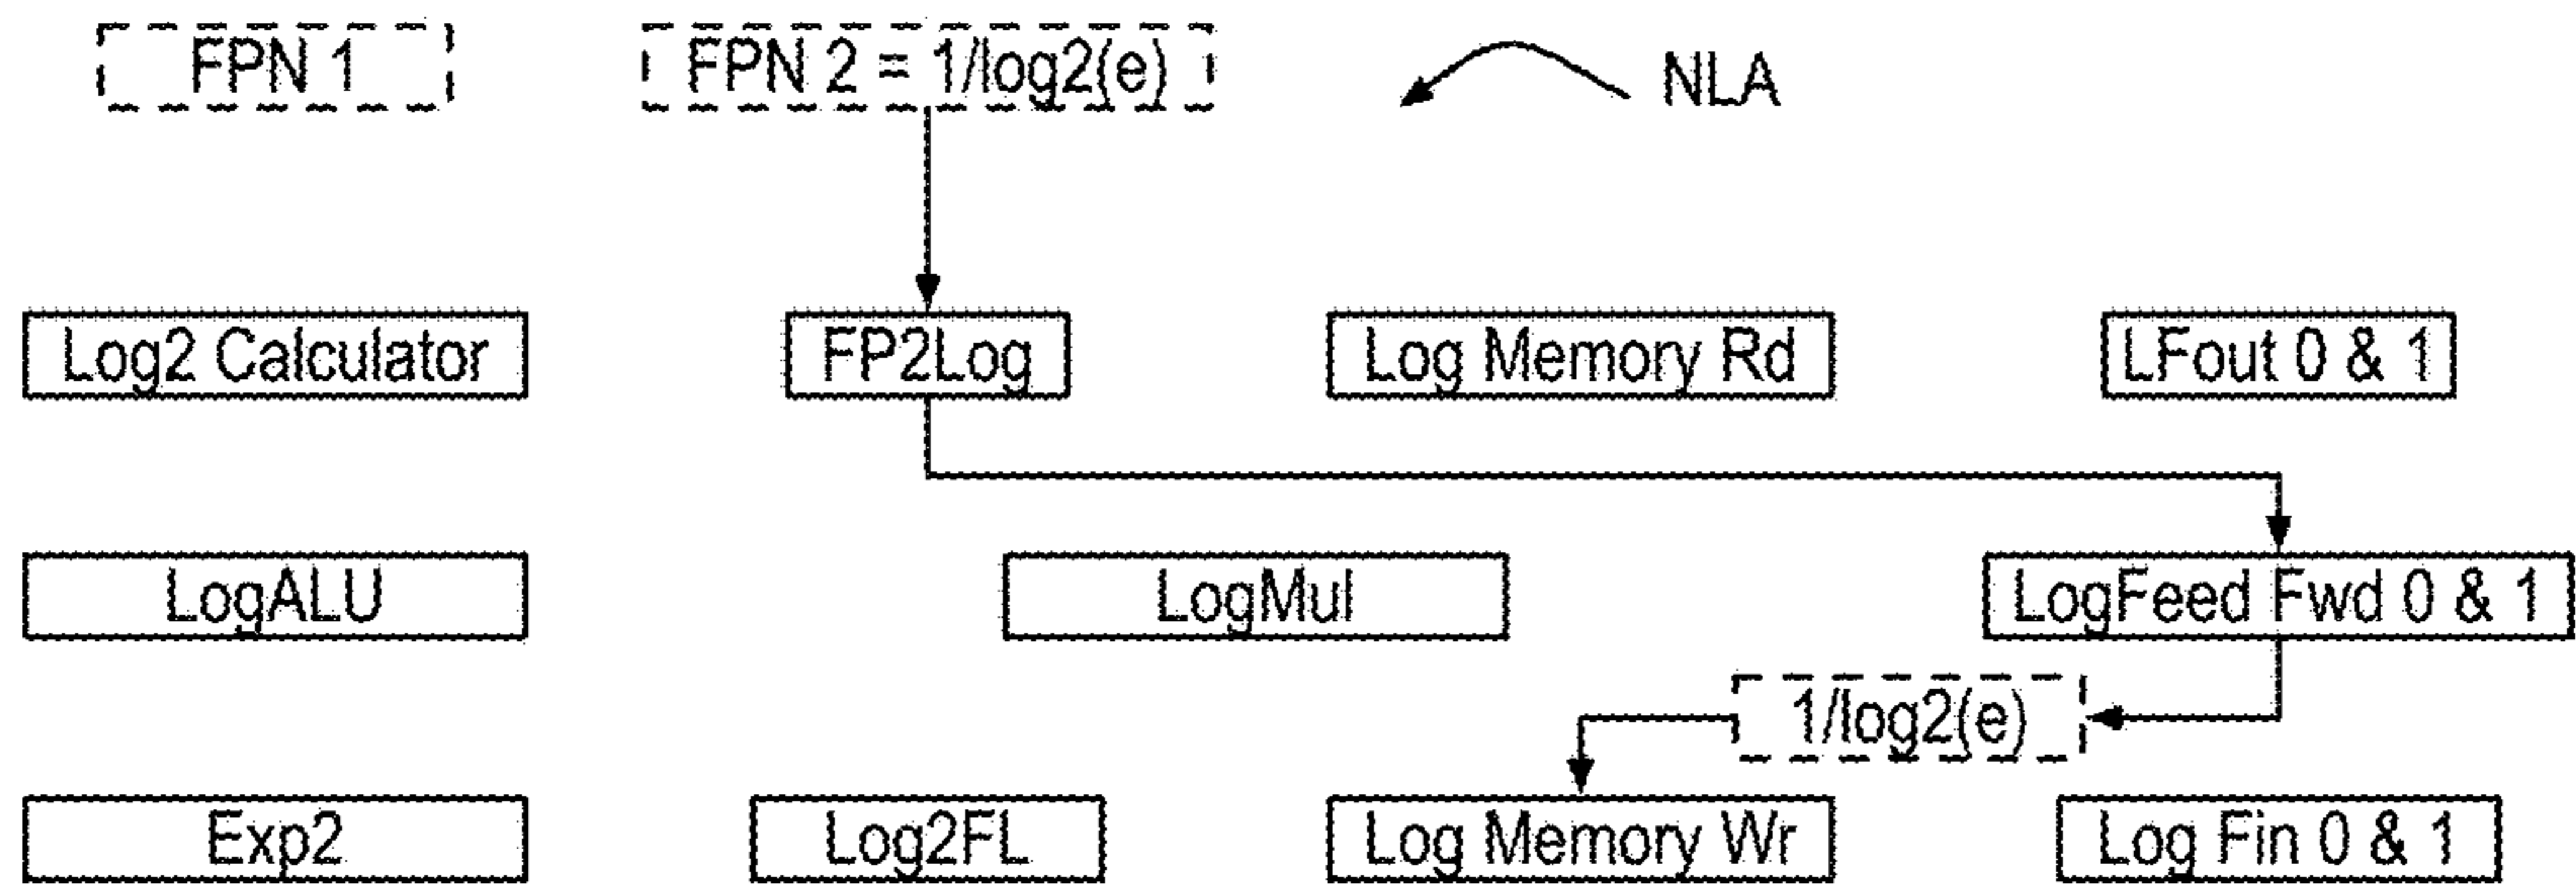 FPN 1
FPN 2 = 1/log2(e)
NLA
Log2 Calculator
FP2Log
Log Memory Rd
LFout 0 & 1
LogALU
LogMul
LogFeed Fwd 0 & 1
1/log2(e)
Exp2
Log2FL
Log Memory Wr
Log Fin 0 & 1